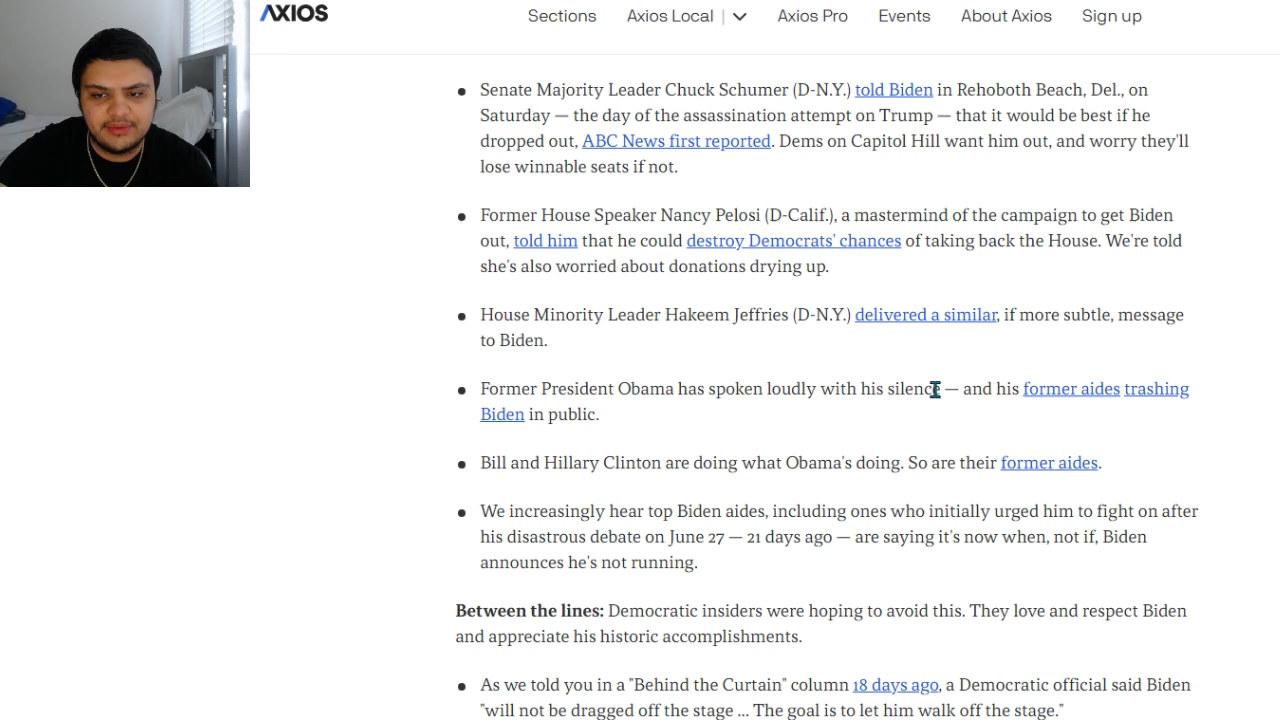 AXIOS
Sections Axios Local | Axios Pro Events About Axios Sign up
Senate Majority Leader Chuck Schumer (D-N.Y.) told Biden in Rehoboth Beach, Del., on
Saturday — the day of the assassination attempt on Trump — that it would be best if he
dropped out, ABC News first reported. Dems on Capitol Hill want him out, and worry they'll
lose winnable seats if not.
Former House Speaker Nancy Pelosi (D-Calif.), a mastermind of the campaign to get Biden
out, told him that he could destroy Democrats' chances of taking back the House. We're told
she's also worried about donations drying up.
House Minority Leader Hakeem Jeffries (D-N.Y.) delivered a similar, if more subtle, message
to Biden.
Former President Obama has spoken loudly with his silence — and his former aides trashing
Biden in public.
Bill and Hillary Clinton are doing what Obama's doing. So are their former aides.
We increasingly hear top Biden aides, including ones who initially urged him to fight on after
his disastrous debate on June 27 — 21 days ago — are saying it's now when, not if, Biden
announces he's not running.
Between the lines: Democratic insiders were hoping to avoid this. They love and respect Biden
and appreciate his historic accomplishments.
As we told you in a "Behind the Curtain" column 18 days ago, a Democratic official said Biden
"will not be dragged off the stage ... The goal is to let him walk off the stage."